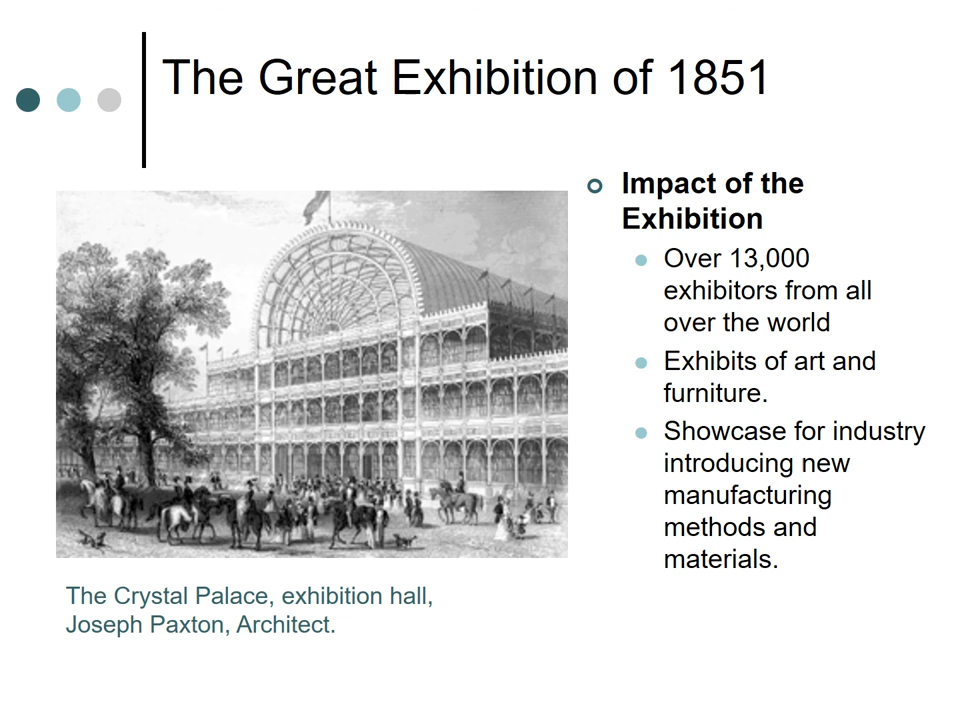 The Great Exhibition of 1851
Impact of the
Exhibition
Over 13,000
exhibitors from all
over the world
Exhibits of art and
furniture.
Showcase for industry
introducing new
manufacturing
methods and
materials.
The Crystal Palace, exhibition hall,
Joseph Paxton, Architect.